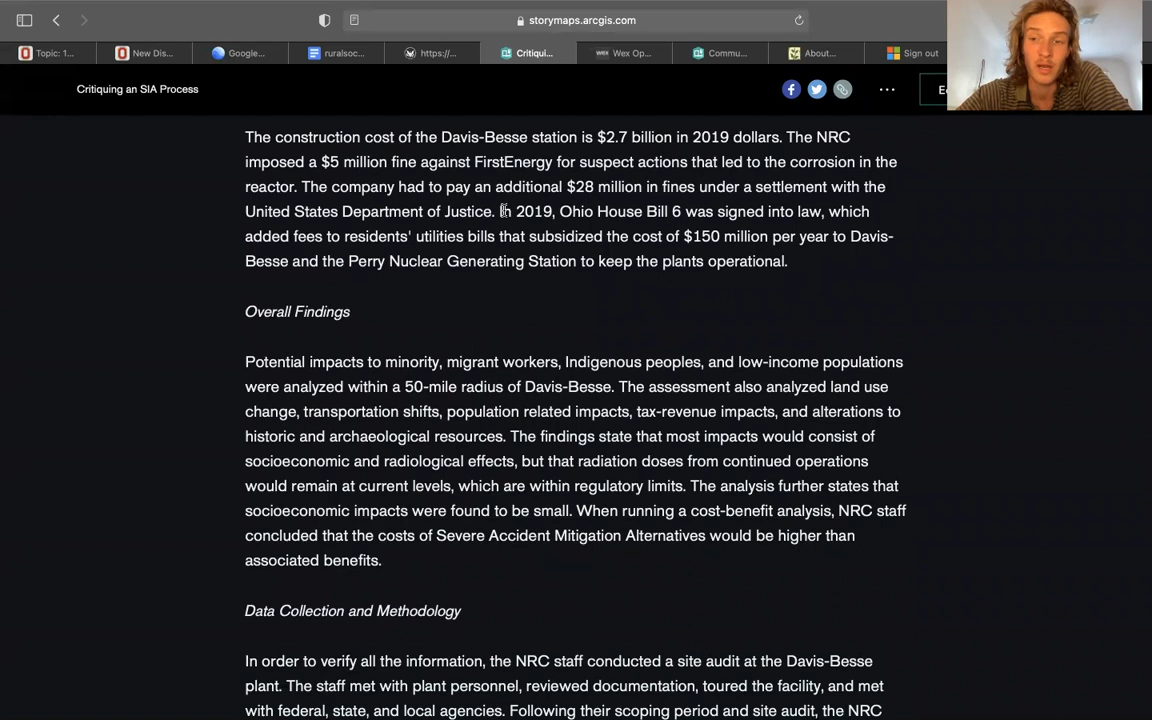 storymaps.arcgis.com
Topic: 1...
New Dis...
Google...
ruralsoc...
https://...
Critiqui...
Wex Op...
Commu...
About...
Sign out
Critiquing an SIA Process
The construction cost of the Davis-Besse station is $2.7 billion in 2019 dollars. The NRC
imposed a $5 million fine against FirstEnergy for suspect actions that led to the corrosion in the
reactor. The company had to pay an additional $28 million in fines under a settlement with the
United States Department of Justice. In 2019, Ohio House Bill 6 was signed into law, which
added fees to residents' utilities bills that subsidized the cost of $150 million per year to Davis-
Besse and the Perry Nuclear Generating Station to keep the plants operational.
Overall Findings
Potential impacts to minority, migrant workers, Indigenous peoples, and low-income populations
were analyzed within a 50-mile radius of Davis-Besse. The assessment also analyzed land use
change, transportation shifts, population related impacts, tax-revenue impacts, and alterations to
historic and archaeological resources. The findings state that most impacts would consist of
socioeconomic and radiological effects, but that radiation doses from continued operations
would remain at current levels, which are within regulatory limits. The analysis further states that
socioeconomic impacts were found to be small. When running a cost-benefit analysis, NRC staff
concluded that the costs of Severe Accident Mitigation Alternatives would be higher than
associated benefits.
Data Collection and Methodology
In order to verify all the information, the NRC staff conducted a site audit at the Davis-Besse
plant. The staff met with plant personnel, reviewed documentation, toured the facility, and met
with federal, state, and local agencies. Following their scoping period and site audit, the NRC